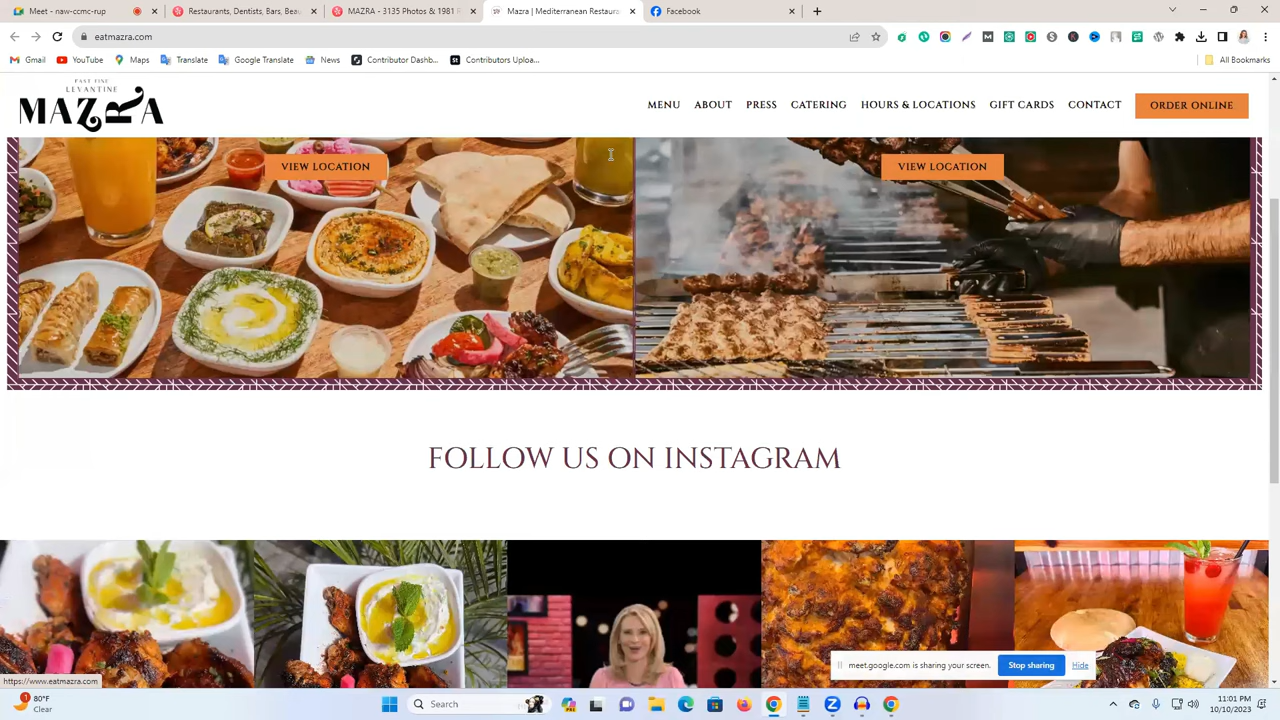 Meet - naw-ccmc-rup
Restaurants, Dentists, Bars, Beau
MAZRA - 3135 Photos & 1981 R
Mazra | Mediterranean Restaura
Facebook
eatmazra.com
Gmail
YouTube
Maps
Translate
Google Translate
News
Contributor Dashb...
Contributors Uploa...
All Bookmarks
FAST FINE
LEVANTINE
MAZRA
MENU
ABOUT
PRESS
CATERING
HOURS & LOCATIONS
GIFT CARDS
CONTACT
ORDER ONLINE
VIEW LOCATION
VIEW LOCATION
FOLLOW US ON INSTAGRAM
meet.google.com is sharing your screen.
Stop sharing
Hide
https://www.eatmazra.com
80°F
Clear
Search
11:01 PM
10/10/2023